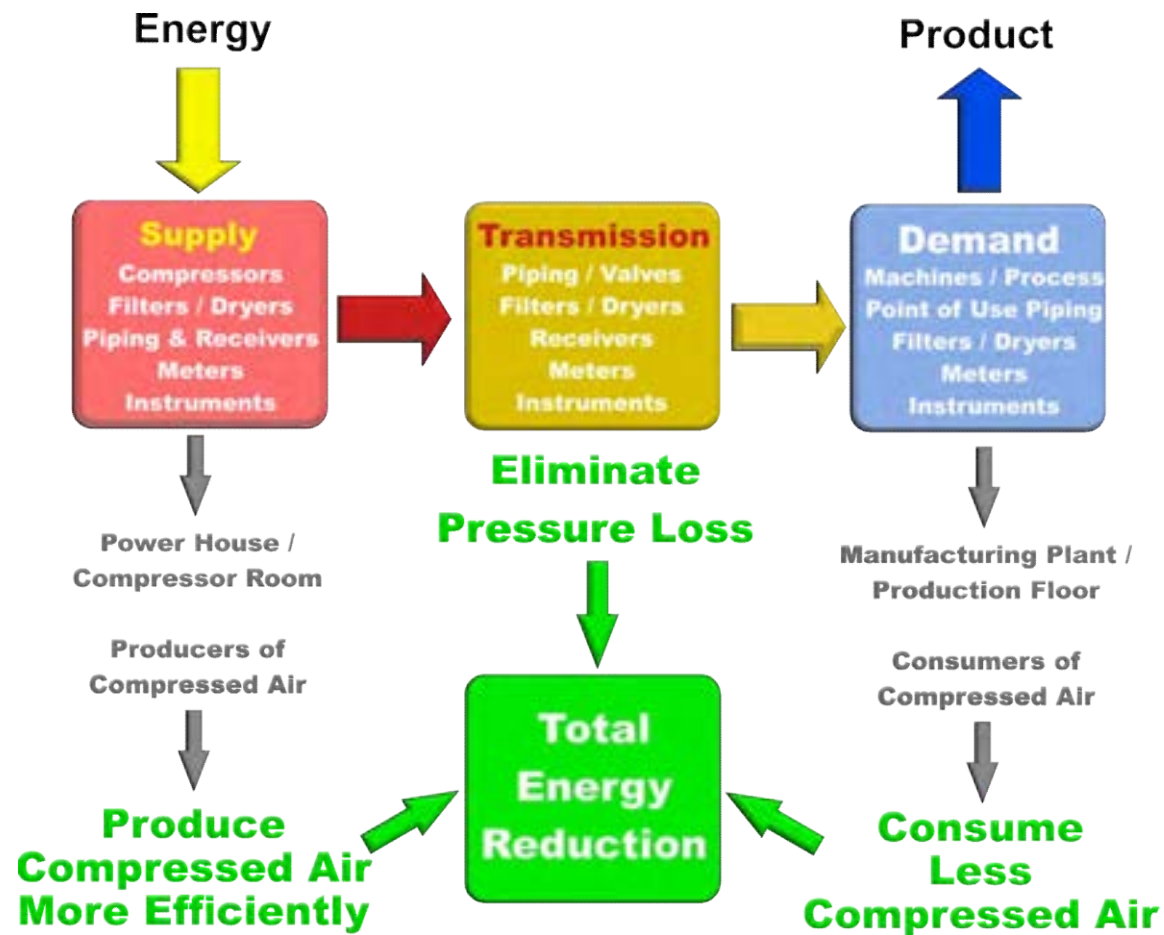 Energy
Product
Supply
Compressors
Filters / Dryers
Piping & Receivers
Meters
Instruments
Transmission
Piping / Valves
Filters / Dryers
Receivers
Meters
Instruments
Demand
Machines / Process
Point of Use Piping
Filters / Dryers
Meters
Instruments
Eliminate
Pressure Loss
Power House /
Compressor Room
Producers of
Compressed Air
Manufacturing Plant /
Production Floor
Consumers of
Compressed Air
Produce
Compressed Air
More Efficiently
Total
Energy
Reduction
Consume
Less
Compressed Air